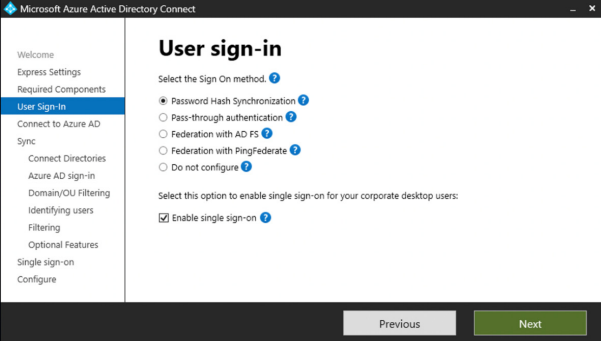 Microsoft Azure Active Directory Connect
Welcome
Express Settings
Required Components
User Sign-In
Connect to Azure AD
Sync
Connect Directories
Azure AD sign-in
Domain/OU Filtering
Identifying users
Filtering
Optional Features
Single sign-on
Configure
User sign-in
Select the Sign On method. ?
Password Hash Synchronization ?
Pass-through authentication ?
Federation with AD FS ?
Federation with PingFederate ?
Do not configure ?
Select this option to enable single sign-on for your corporate desktop users:
Enable single sign-on ?
Previous
Next